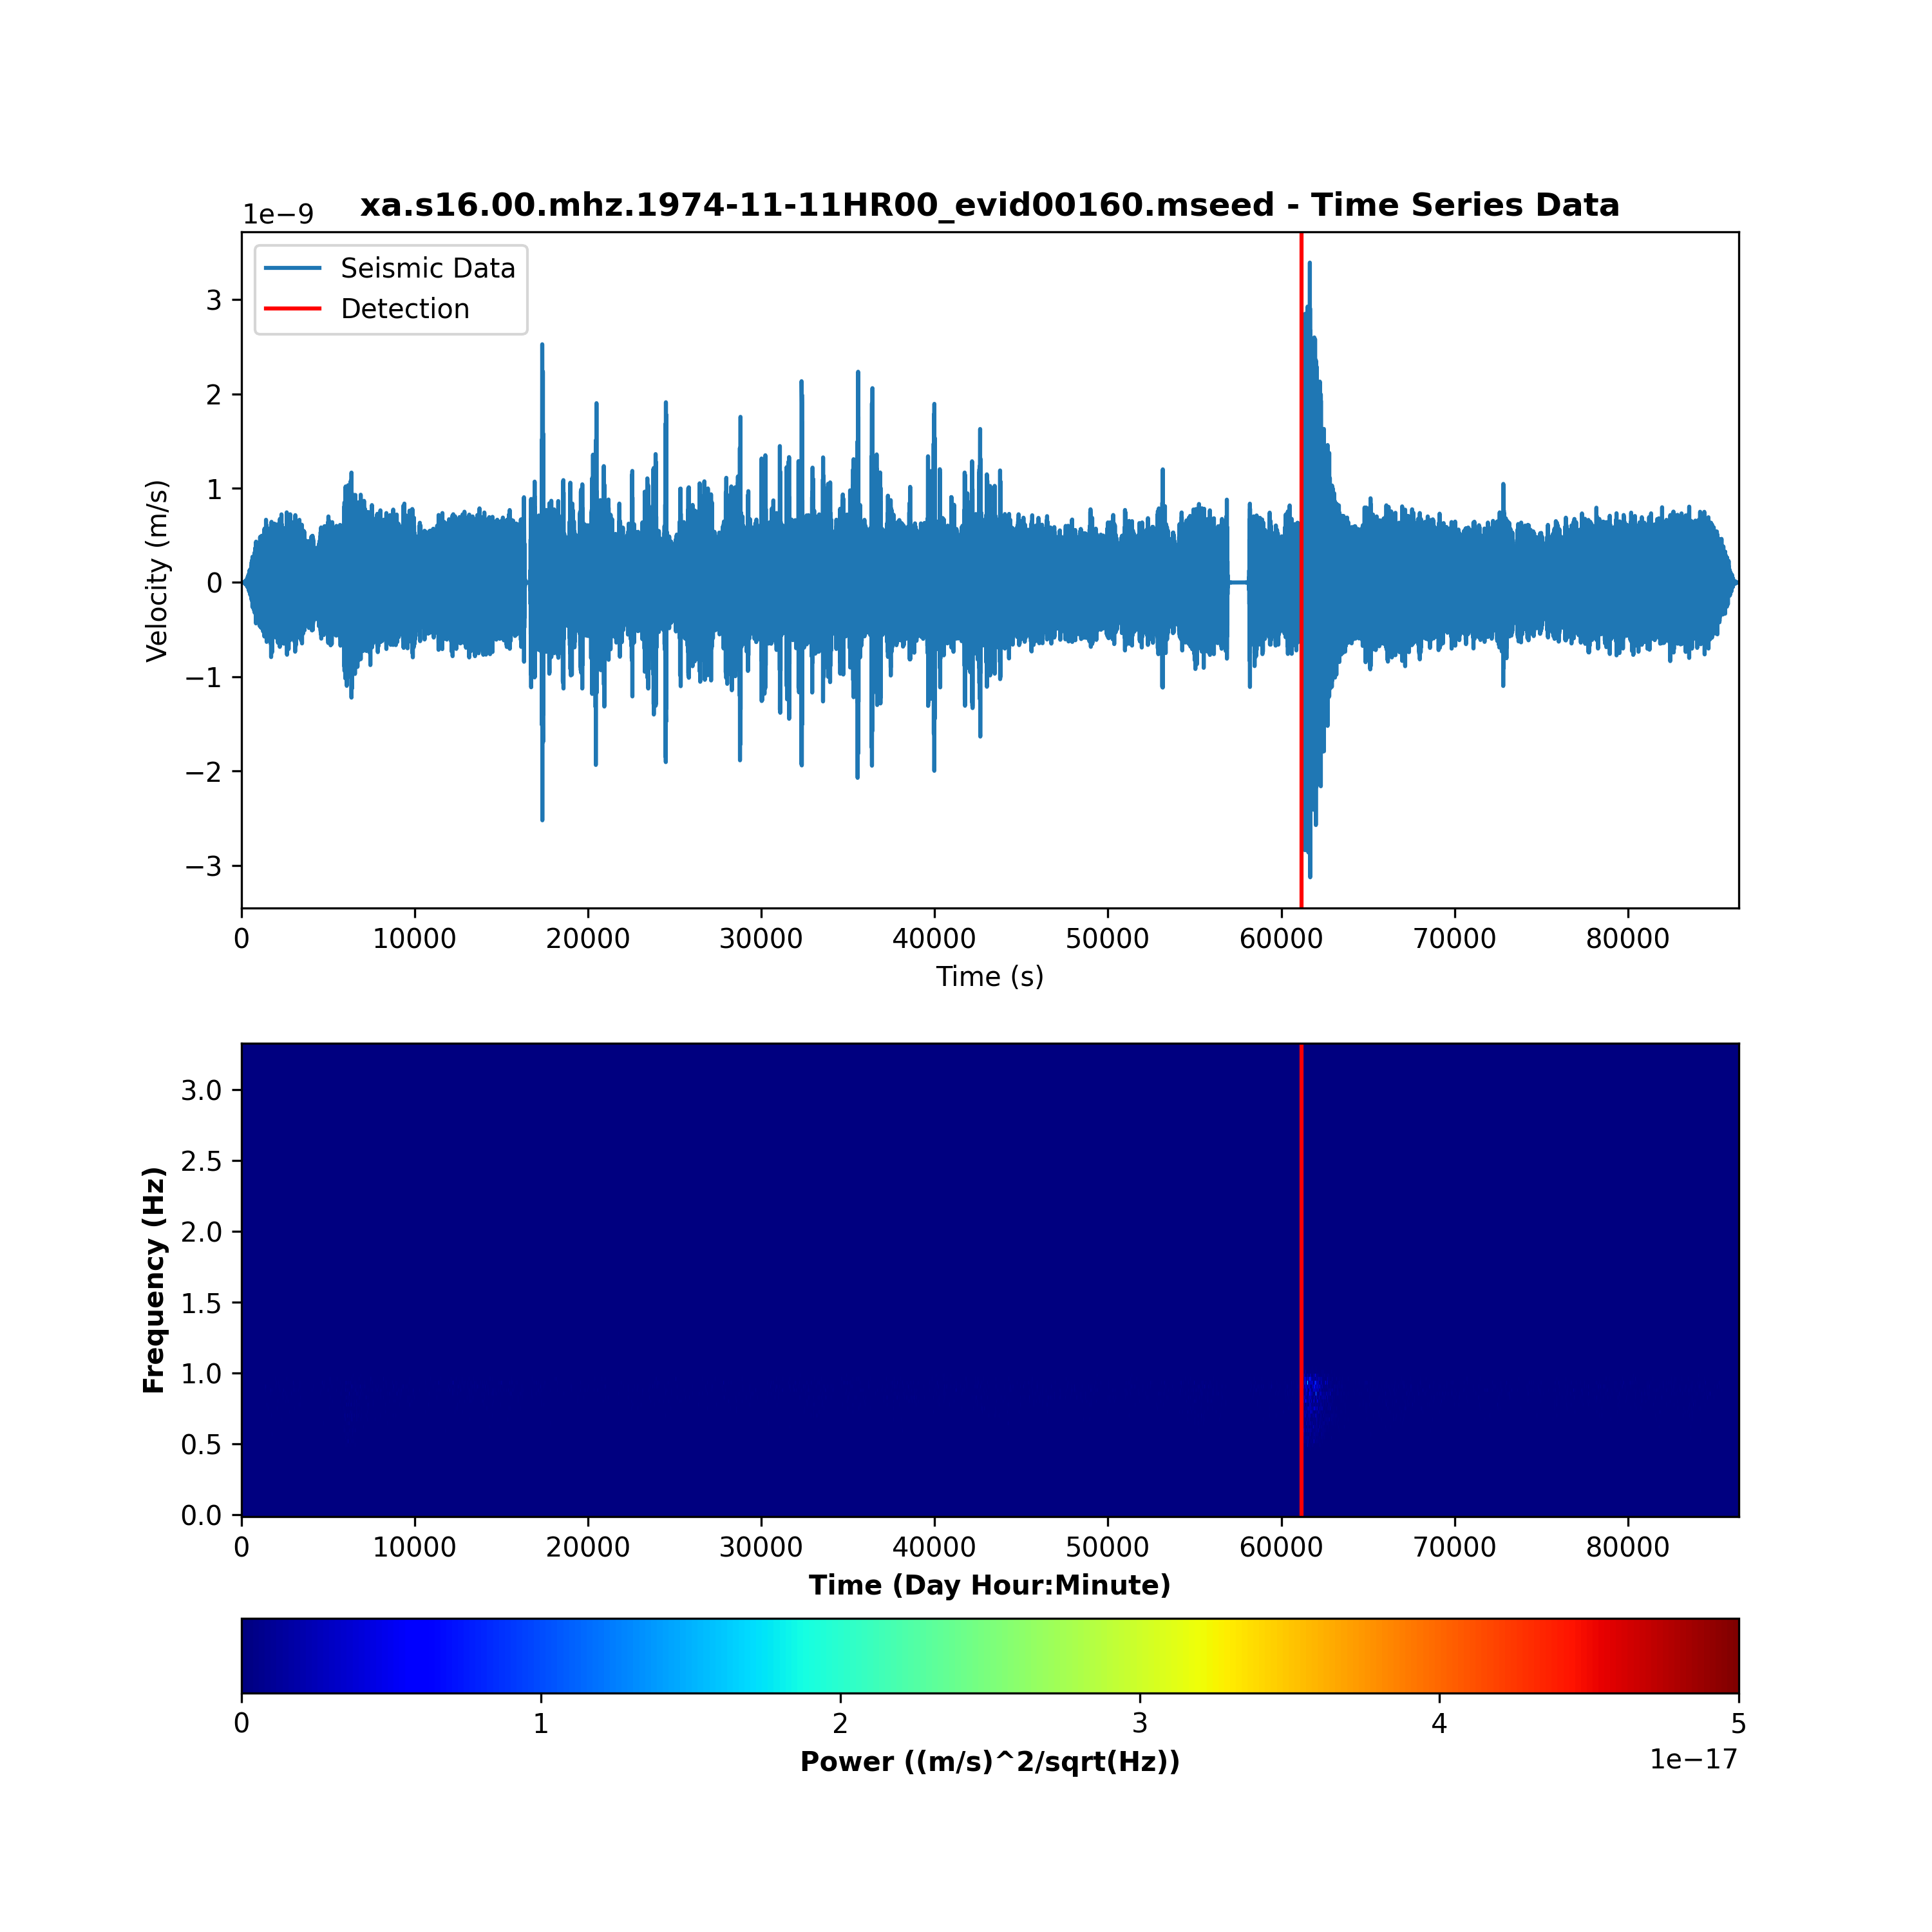 xa.s16.00.mhz.1974-11-11HR00_evid00160.mseed - Time Series Data
1e−9
Seismic Data
Detection
3
2
1
0
−1
−2
−3
Velocity (m/s)
0 10000 20000 30000 40000 50000 60000 70000 80000
Time (s)
3.0
2.5
2.0
1.5
1.0
0.5
0.0
Frequency (Hz)
0 10000 20000 30000 40000 50000 60000 70000 80000
Time (Day Hour:Minute)
0 1 2 3 4 5
Power ((m/s)^2/sqrt(Hz))
1e−17